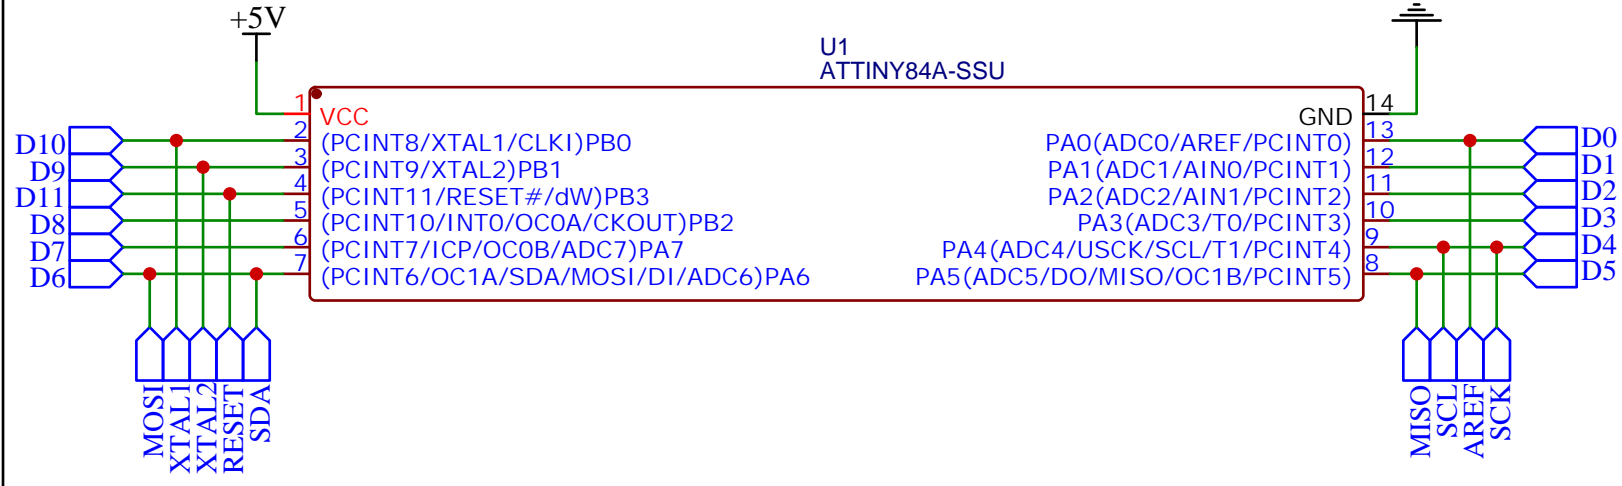 +5V
U1
ATTINY84A-SSU
1 VCC
GND 14
D10 2 (PCINT8/XTAL1/CLKI)PB0
PA0(ADC0/AREF/PCINT0) 13 D0
D9 3 (PCINT9/XTAL2)PB1
PA1(ADC1/AIN0/PCINT1) 12 D1
D11 4 (PCINT11/RESET#/dW)PB3
PA2(ADC2/AIN1/PCINT2) 11 D2
D8 5 (PCINT10/INT0/OC0A/CKOUT)PB2
PA3(ADC3/T0/PCINT3) 10 D3
D7 6 (PCINT7/ICP/OC0B/ADC7)PA7
PA4(ADC4/USCK/SCL/T1/PCINT4) 9 D4
D6 7 (PCINT6/OC1A/SDA/MOSI/DI/ADC6)PA6
PA5(ADC5/DO/MISO/OC1B/PCINT5) 8 D5
MOSI
XTAL1
XTAL2
RESET
SDA
MISO
SCL
AREF
SCK